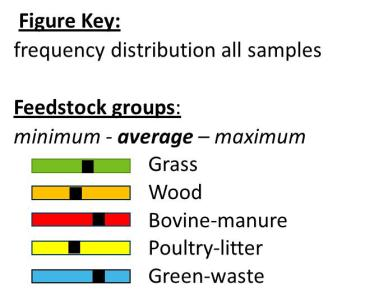 Figure Key:
frequency distribution all samples
Feedstock groups:
minimum - average – maximum
Grass
Wood
Bovine-manure
Poultry-litter
Green-waste